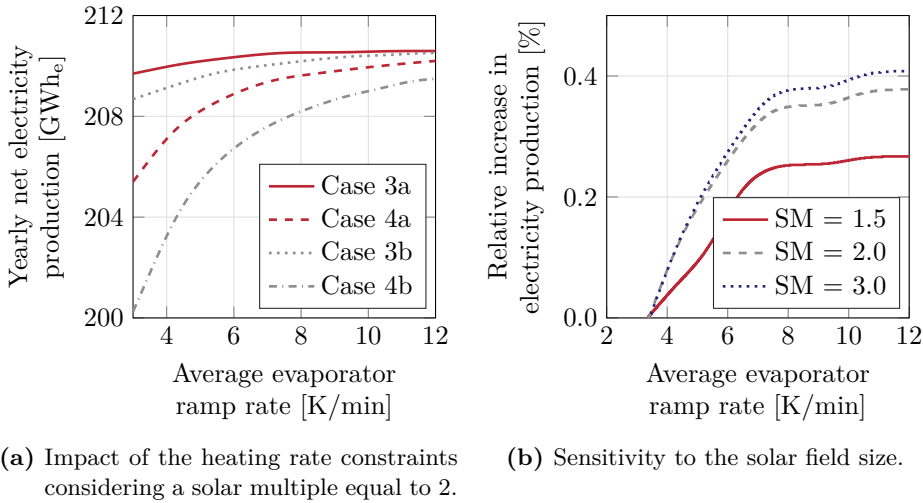 Yearly net electricity
production [GWhₑ]
212
208
204
200
4
6
8
10
12
Case 3a
Case 4a
Case 3b
Case 4b
Average evaporator
ramp rate [K/min]
(a) Impact of the heating rate constraints
considering a solar multiple equal to 2.
Relative increase in
electricity production [%]
0.4
0.2
0.0
2
4
6
8
10
12
SM = 1.5
SM = 2.0
SM = 3.0
Average evaporator
ramp rate [K/min]
(b) Sensitivity to the solar field size.